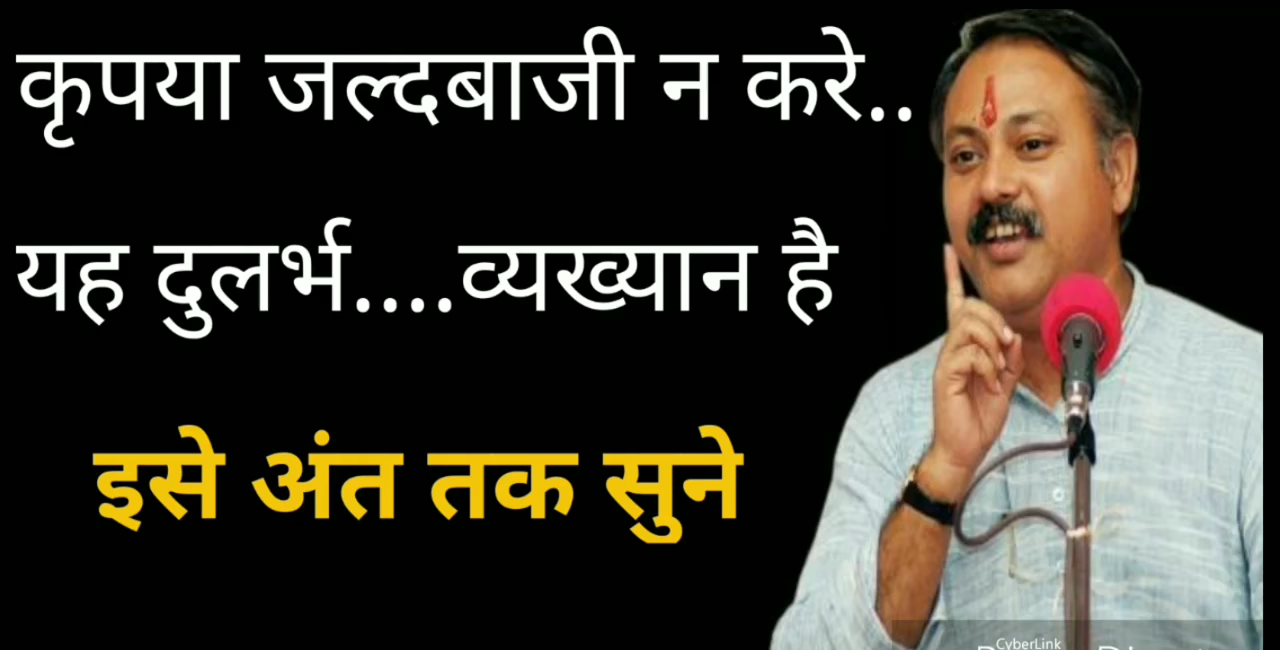 कृपया जल्दबाजी न करे..
यह दुलर्भ....व्यख्यान है
इसे अंत तक सुने
CyberLink